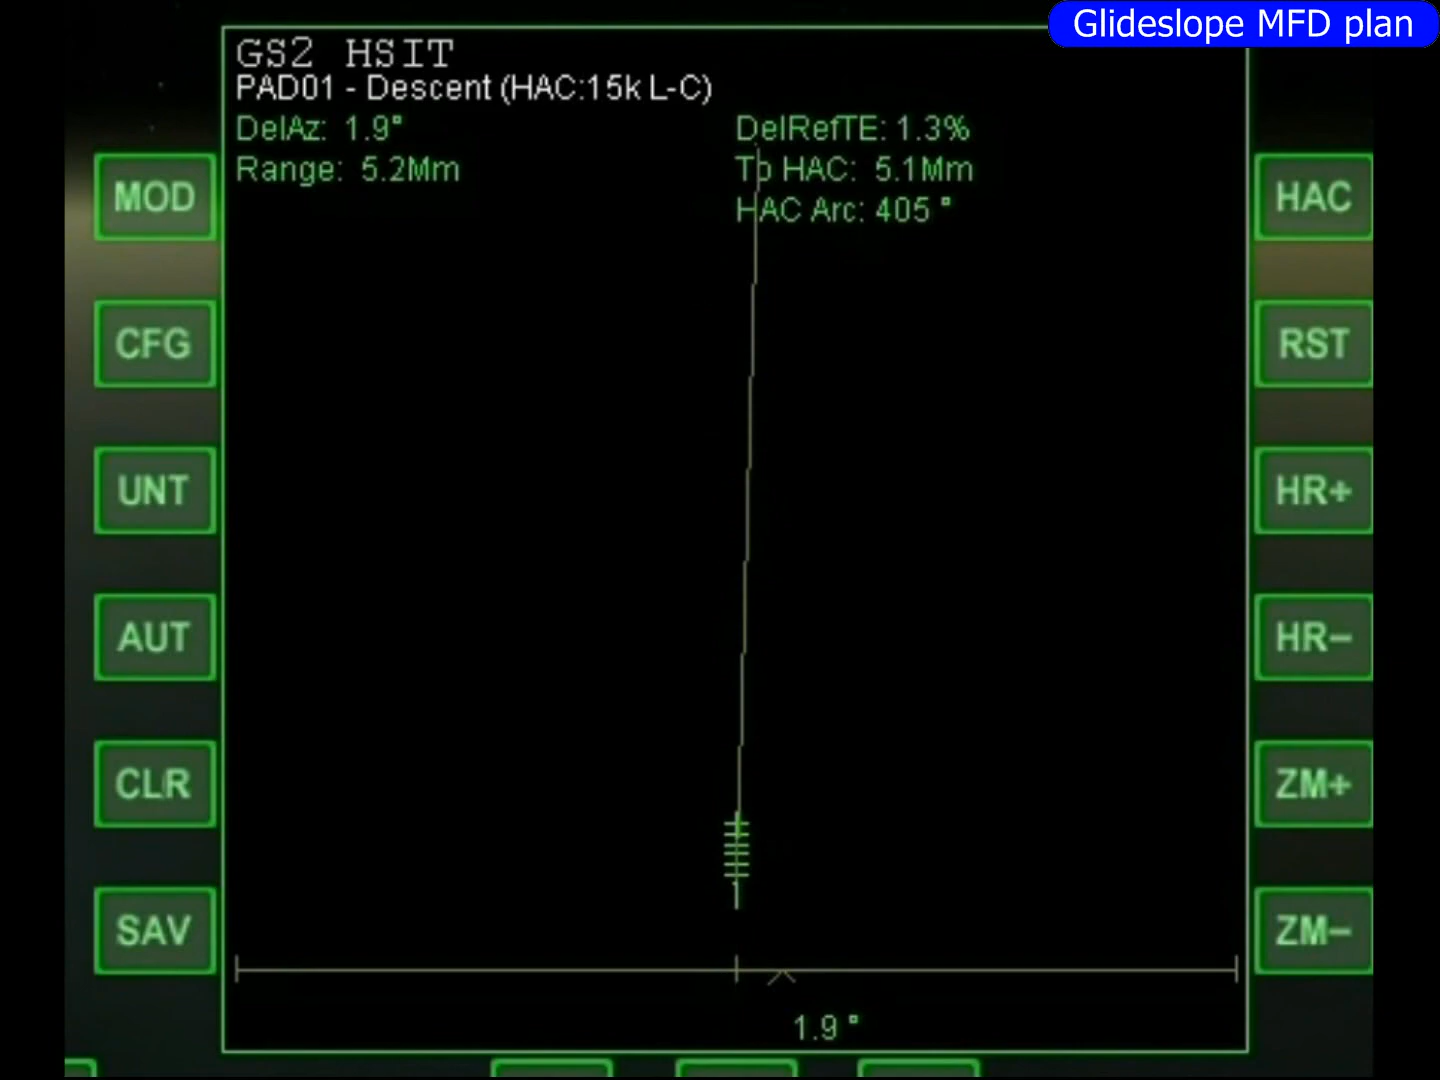 Glideslope MFD plan
GS2 HSIT
PAD01 - Descent (HAC:15k L-C)
DelAz: 1.9°
DelRefTE: 1.3%
Range: 5.2Mm
To HAC: 5.1Mm
HAC Arc: 405 °
MOD
HAC
CFG
RST
UNT
HR+
AUT
HR-
CLR
ZM+
SAV
ZM-
1.9 °